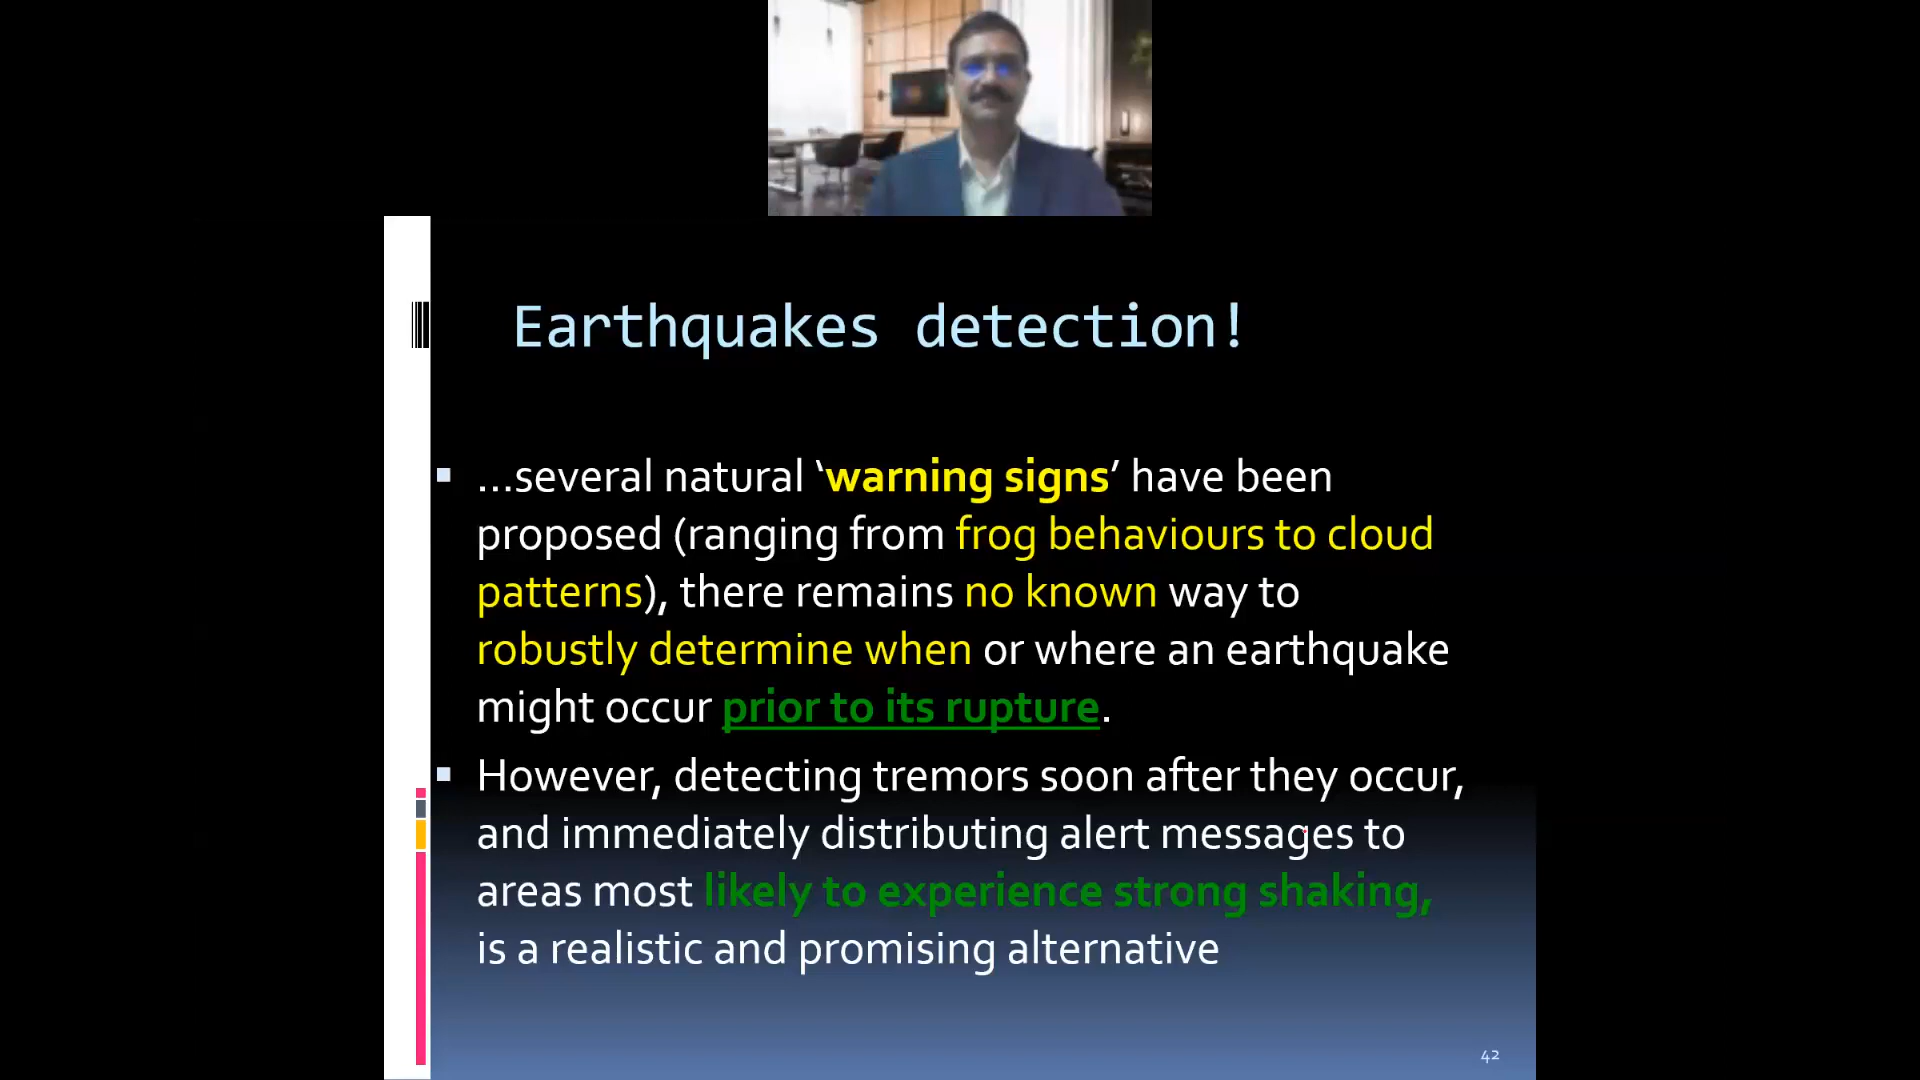 Earthquakes detection!
…several natural ‘warning signs’ have been
proposed (ranging from frog behaviours to cloud
patterns), there remains no known way to
robustly determine when or where an earthquake
might occur prior to its rupture.
However, detecting tremors soon after they occur,
and immediately distributing alert messages to
areas most likely to experience strong shaking,
is a realistic and promising alternative
42